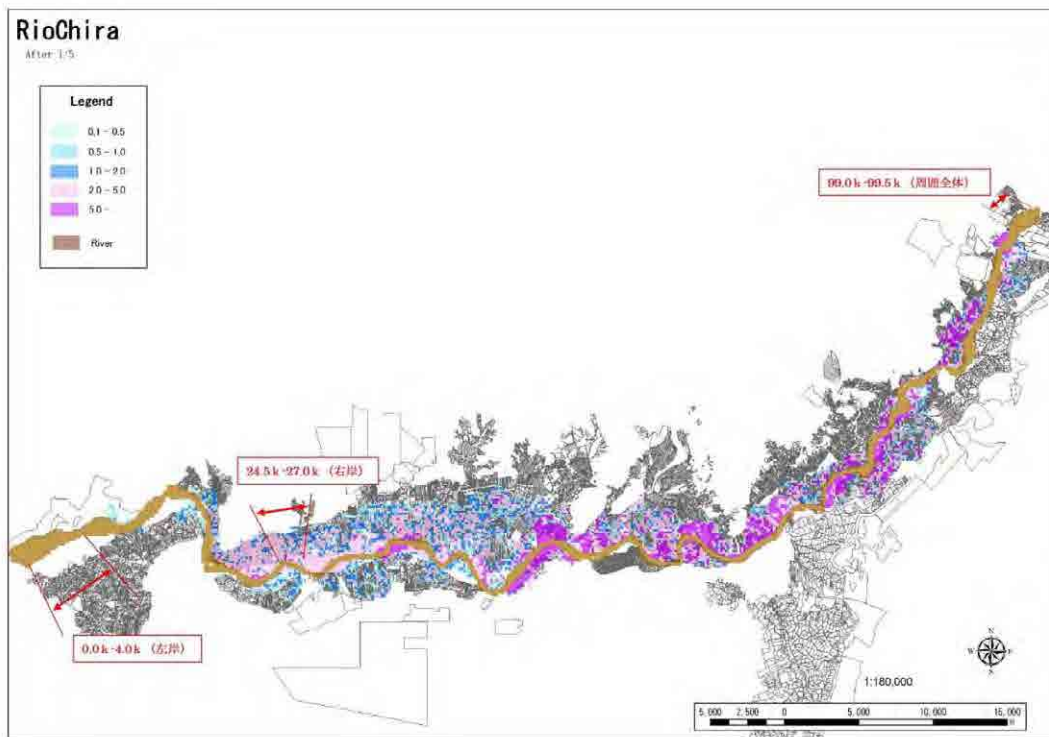 RioChira
After 1/5
Legend
0.1 - 0.5
0.5 - 1.0
1.0 - 2.0
2.0 - 5.0
5.0 -
River
99.0k-99.5k (周囲全体)
24.5k-27.0k (右岸)
0.0k-4.0k (左岸)
N
W
E
S
1:180,000
5,000 2,500 0 5,000 10,000 15,000